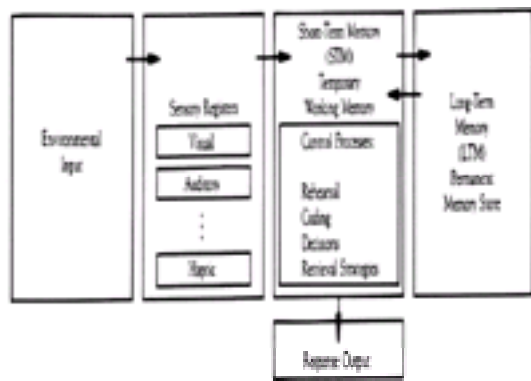 Environmental
Input
Sensory Registers
Visual
Auditory
Haptic
Short-Term Memory
(STM)
Temporary
Working Memory
Control Processes:
Rehearsal
Coding
Decisions
Retrieval Strategies
Long-Term
Memory
(LTM)
Permanent
Memory Store
Response Output